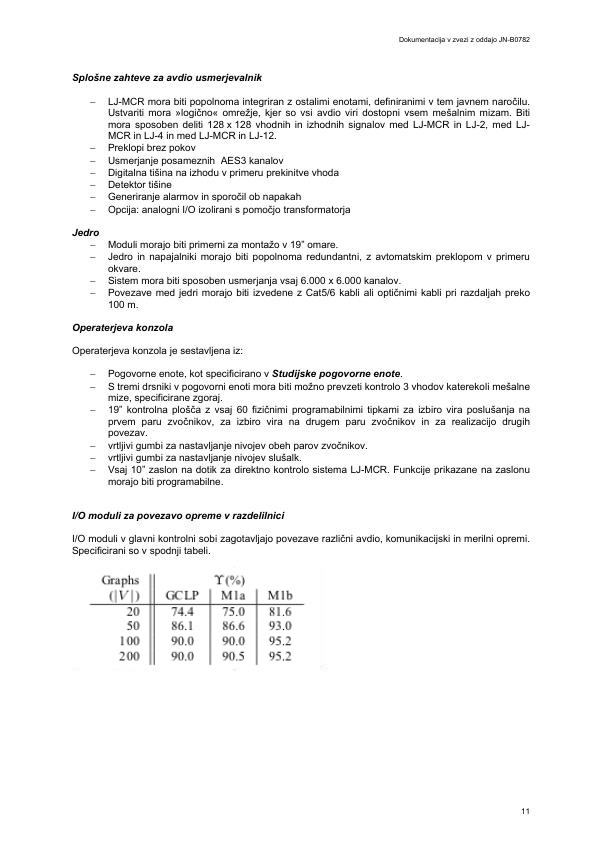 Dokumentacija v zvezi z oddajo JN-B0782
Splošne zahteve za avdio usmerjevalnik
– LJ-MCR mora biti popolnoma integriran z ostalimi enotami, definiranimi v tem javnem naročilu.
Ustvariti mora »logično« omrežje, kjer so vsi avdio viri dostopni vsem mešalnim mizam. Biti
mora sposoben deliti 128 x 128 vhodnih in izhodnih signalov med LJ-MCR in LJ-2, med LJ-
MCR in LJ-4 in med LJ-MCR in LJ-12.
– Preklopi brez pokov
– Usmerjanje posameznih AES3 kanalov
– Digitalna tišina na izhodu v primeru prekinitve vhoda
– Detektor tišine
– Generiranje alarmov in sporočil ob napakah
– Opcija: analogni I/O izolirani s pomočjo transformatorja
Jedro
– Moduli morajo biti primerni za montažo v 19” omare.
– Jedro in napajalniki morajo biti popolnoma redundantni, z avtomatskim preklopom v primeru
okvare.
– Sistem mora biti sposoben usmerjanja vsaj 6.000 x 6.000 kanalov.
– Povezave med jedri morajo biti izvedene z Cat5/6 kabli ali optičnimi kabli pri razdaljah preko
100 m.
Operaterjeva konzola
Operaterjeva konzola je sestavljena iz:
– Pogovorne enote, kot specificirano v Studijske pogovorne enote.
– S tremi drsniki v pogovorni enoti mora biti možno prevzeti kontrolo 3 vhodov katerekoli mešalne
mize, specificirane zgoraj.
– 19” kontrolna plošča z vsaj 60 fizičnimi programabilnimi tipkami za izbiro vira poslušanja na
prvem paru zvočnikov, za izbiro vira na drugem paru zvočnikov in za realizacijo drugih
povezav.
– vrtljivi gumbi za nastavljanje nivojev obeh parov zvočnikov.
– vrtljivi gumbi za nastavljanje nivojev slušalk.
– Vsaj 10” zaslon na dotik za direktno kontrolo sistema LJ-MCR. Funkcije prikazane na zaslonu
morajo biti programabilne.
I/O moduli za povezavo opreme v razdelilnici
I/O moduli v glavni kontrolni sobi zagotavljajo povezave različni avdio, komunikacijski in merilni opremi.
Specificirani so v spodnji tabeli.
Graphs ϒ(%)
(|V|) GCLP M1a M1b
20 74.4 75.0 81.6
50 86.1 86.6 93.0
100 90.0 90.0 95.2
200 90.0 90.5 95.2
11